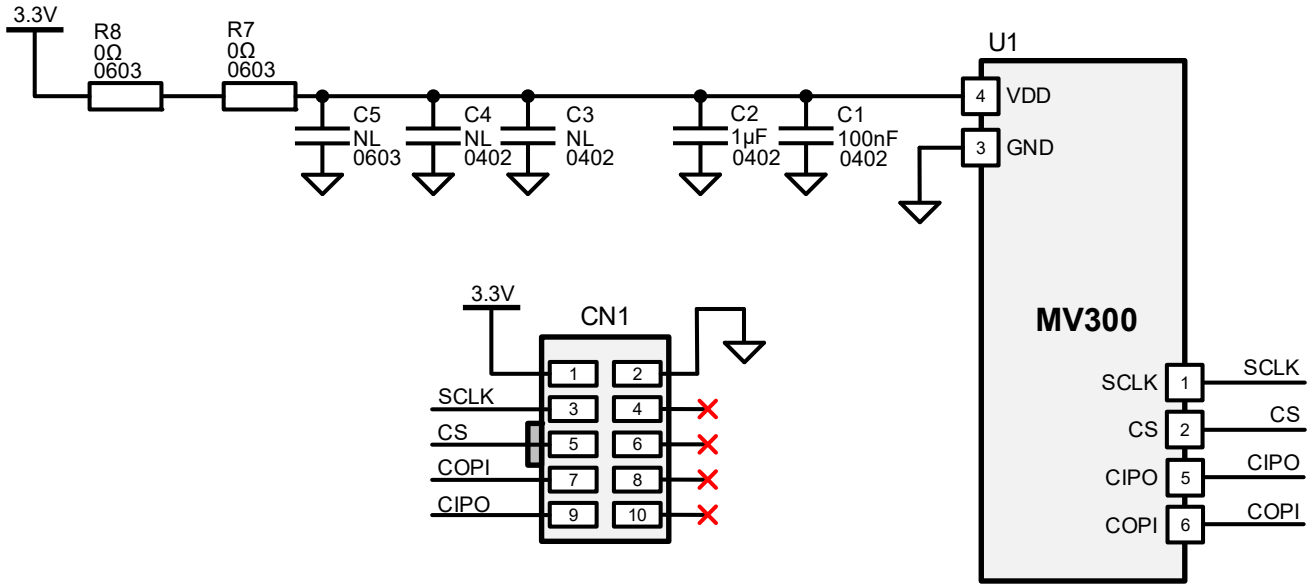 3.3V
R8
0Ω
0603
R7
0Ω
0603
C5
NL
0603
C4
NL
0402
C3
NL
0402
C2
1µF
0402
C1
100nF
0402
U1
4 VDD
3 GND
MV300
SCLK 1 SCLK
CS 2 CS
CIPO 5 CIPO
COPI 6 COPI
3.3V
CN1
1 2
SCLK 3 4
CS 5 6
COPI 7 8
CIPO 9 10